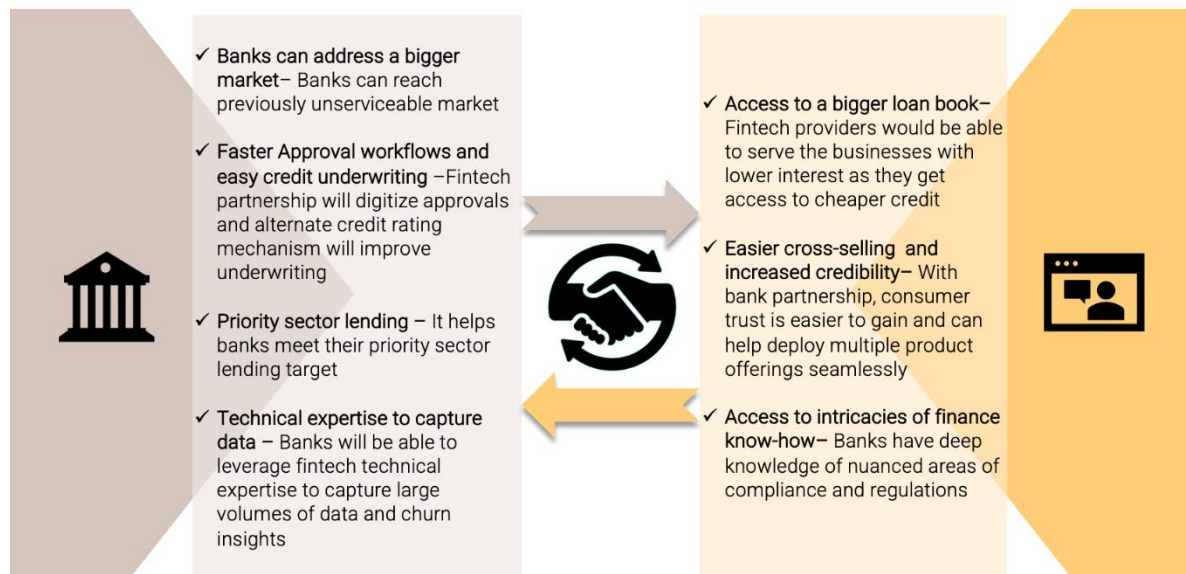 ✓ Banks can address a bigger
market– Banks can reach
previously unserviceable market
✓ Faster Approval workflows and
easy credit underwriting –Fintech
partnership will digitize approvals
and alternate credit rating
mechanism will improve
underwriting
✓ Priority sector lending – It helps
banks meet their priority sector
lending target
✓ Technical expertise to capture
data – Banks will be able to
leverage fintech technical
expertise to capture large
volumes of data and churn
insights
✓ Access to a bigger loan book–
Fintech providers would be able
to serve the businesses with
lower interest as they get
access to cheaper credit
✓ Easier cross-selling and
increased credibility– With
bank partnership, consumer
trust is easier to gain and can
help deploy multiple product
offerings seamlessly
✓ Access to intricacies of finance
know-how– Banks have deep
knowledge of nuanced areas of
compliance and regulations